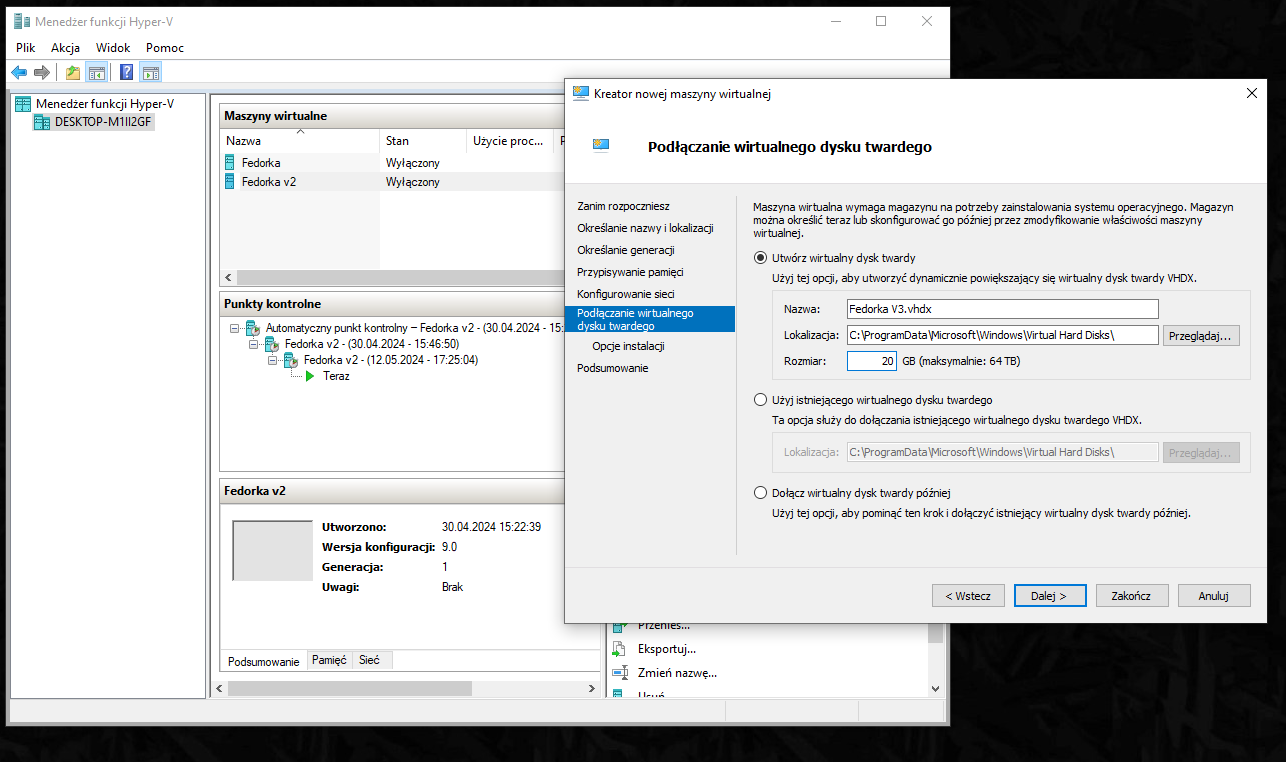 Menedżer funkcji Hyper-V
Plik Akcja Widok Pomoc
Menedżer funkcji Hyper-V
DESKTOP-M1II2GF
Maszyny wirtualne
Nazwa Stan Użycie proc...
Fedorka Wyłączony
Fedorka v2 Wyłączony
Punkty kontrolne
Automatyczny punkt kontrolny – Fedorka v2 - (30.04.2024 - 15:
Fedorka v2 - (30.04.2024 - 15:46:50)
Fedorka v2 - (12.05.2024 - 17:25:04)
Teraz
Fedorka v2
Utworzono: 30.04.2024 15:22:39
Wersja konfiguracji: 9.0
Generacja: 1
Uwagi: Brak
Podsumowanie Pamięć Sieć
Przenieś...
Eksportuj...
Zmień nazwę...
Usuń
Kreator nowej maszyny wirtualnej
Podłączanie wirtualnego dysku twardego
Zanim rozpoczniesz
Określanie nazwy i lokalizacji
Określanie generacji
Przypisywanie pamięci
Konfigurowanie sieci
Podłączanie wirtualnego
dysku twardego
Opcje instalacji
Podsumowanie
Maszyna wirtualna wymaga magazynu na potrzeby zainstalowania systemu operacyjnego. Magazyn
można określić teraz lub skonfigurować go później przez zmodyfikowanie właściwości maszyny
wirtualnej.
Utwórz wirtualny dysk twardy
Użyj tej opcji, aby utworzyć dynamicznie powiększający się wirtualny dysk twardy VHDX.
Nazwa: Fedorka V3.vhdx
Lokalizacja: C:\ProgramData\Microsoft\Windows\Virtual Hard Disks\ Przeglądaj...
Rozmiar: 20 GB (maksymalnie: 64 TB)
Użyj istniejącego wirtualnego dysku twardego
Ta opcja służy do dołączania istniejącego wirtualnego dysku twardego VHDX.
Lokalizacja: C:\ProgramData\Microsoft\Windows\Virtual Hard Disks\ Przeglądaj...
Dołącz wirtualny dysk twardy później
Użyj tej opcji, aby pominąć ten krok i dołączyć istniejący wirtualny dysk twardy później.
< Wstecz Dalej > Zakończ Anuluj